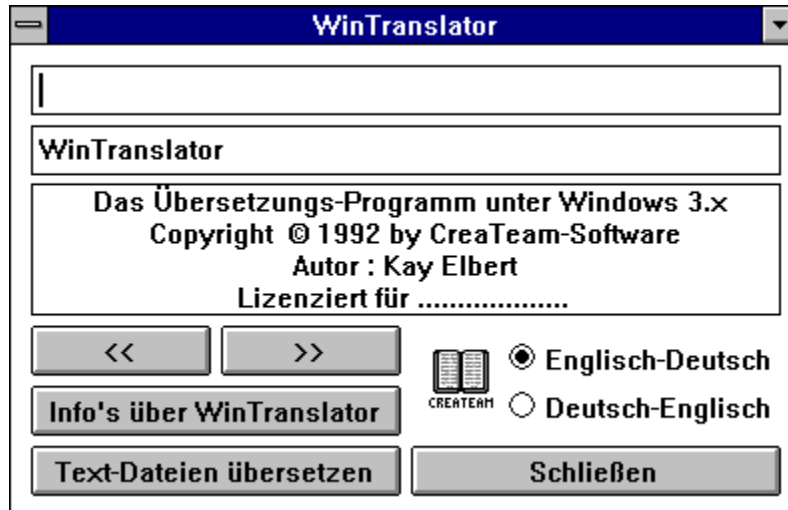 WinTranslator
WinTranslator
Das Übersetzungs-Programm unter Windows 3.x
Copyright © 1992 by CreaTeam-Software
Autor : Kay Elbert
Lizenziert für ...................
<< >>
Englisch-Deutsch
CREATEAM
Deutsch-Englisch
Info's über WinTranslator
Text-Dateien übersetzen
Schließen